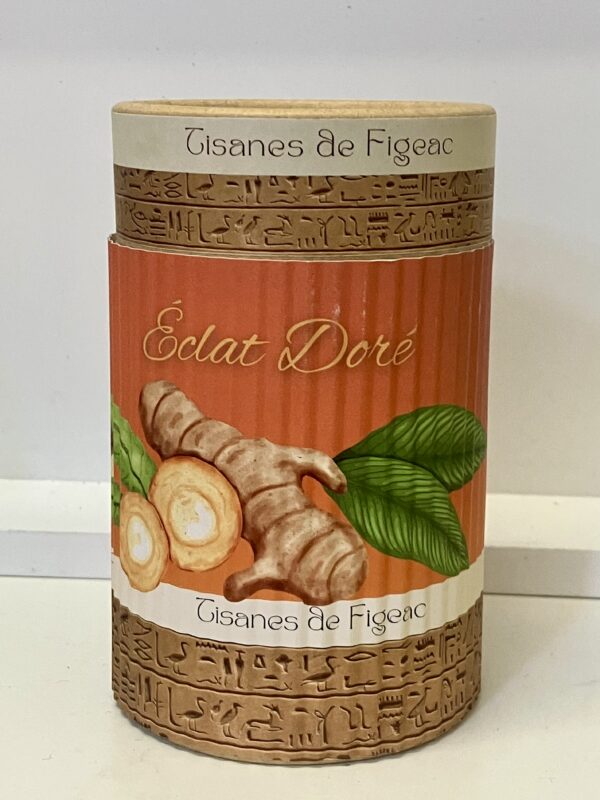 Tisanes de Figeac
Éclat Doré
Tisanes de Figeac